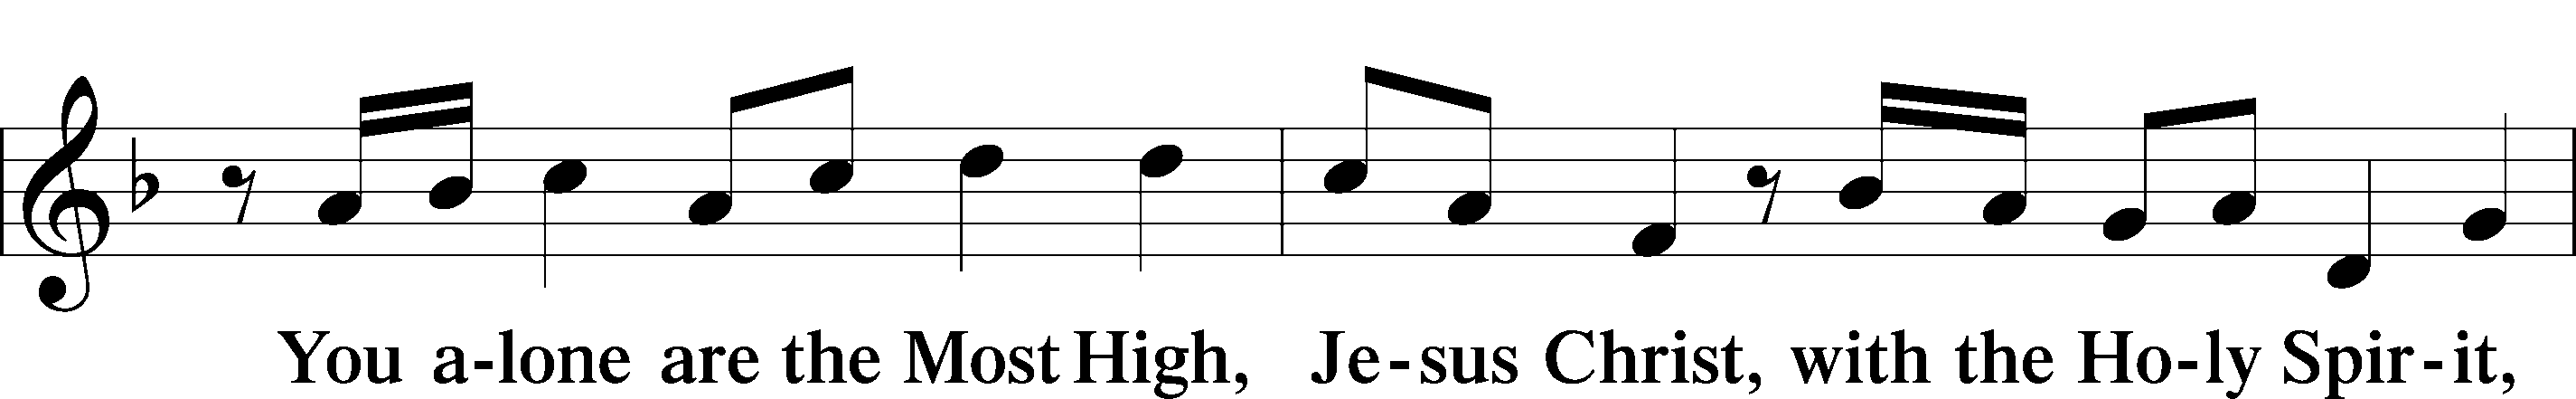 You a-lone are the Most High, Je-sus Christ, with the Ho-ly Spir-it,